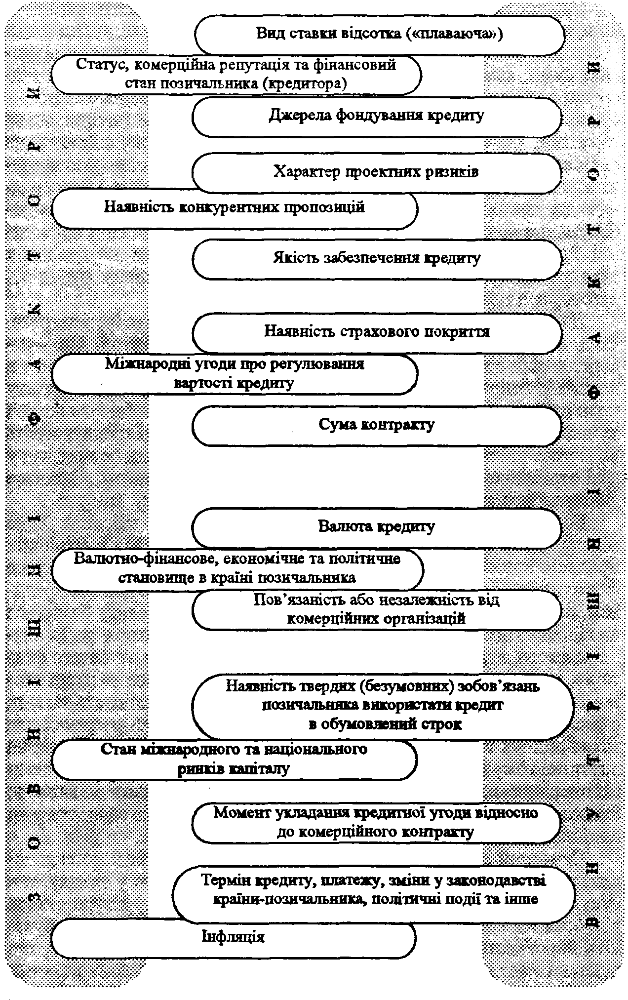 Вид ставки відсотка («плаваюча»)
Статус, комерційна репутація та фінансовий
стан позичальника (кредитора)
Джерела фондування кредиту
Характер проектних ризиків
Наявність конкурентних пропозицій
Якість забезпечення кредиту
Наявність страхового покриття
Міжнародні угоди про регулювання
вартості кредиту
Сума контракту
Валюта кредиту
Валютно-фінансове, економічне та політичне
становище в країні позичальника
Пов’язаність або незалежність від
комерційних організацій
Наявність твердих (безумовних) зобов’язань
позичальника використати кредит
в обумовлений строк
Стан міжнародного та національного
ринків капіталу
Момент укладання кредитної угоди відносно
до комерційного контракту
Термін кредиту, платежу, зміни у законодавстві
країни-позичальника, політичні події та інше
Інфляція
ЗОВНІШНІ ФАКТОРИ
ВНУТРІШНІ ФАКТОРИ